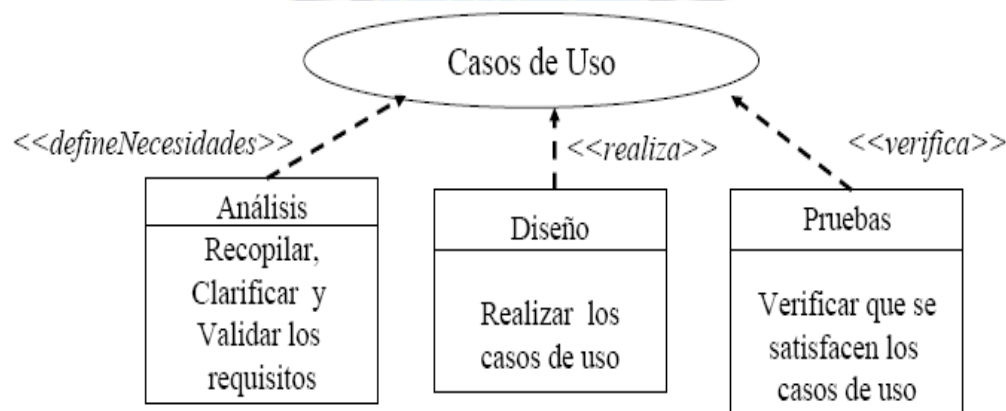 Casos de Uso
<<defineNecesidades>>
<<realiza>>
<<verifica>>
Análisis
Recopilar,
Clarificar y
Validar los
requisitos
Diseño
Realizar los
casos de uso
Pruebas
Verificar que se
satisfacen los
casos de uso